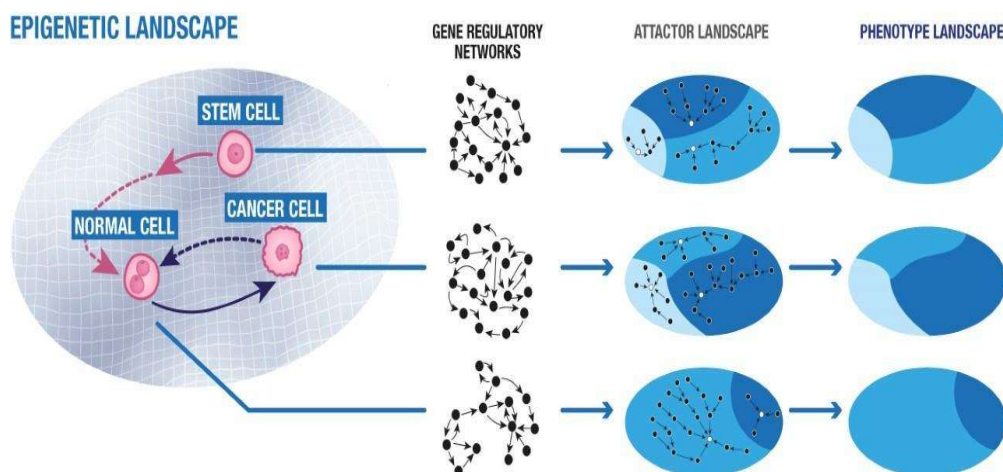 EPIGENETIC LANDSCAPE
GENE REGULATORY
NETWORKS
ATTACTOR LANDSCAPE
PHENOTYPE LANDSCAPE
STEM CELL
CANCER CELL
NORMAL CELL